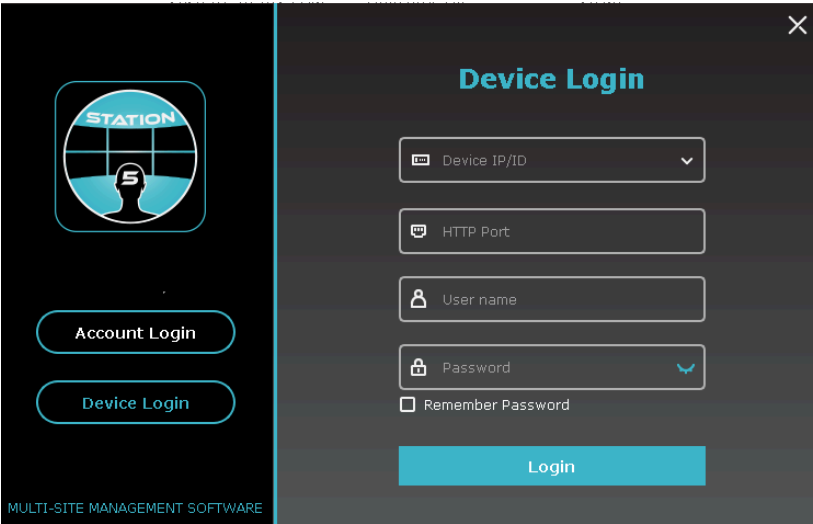 STATION
5
Account Login
Device Login
MULTI-SITE MANAGEMENT SOFTWARE
Device Login
Device IP/ID
HTTP Port
User name
Password
Remember Password
Login